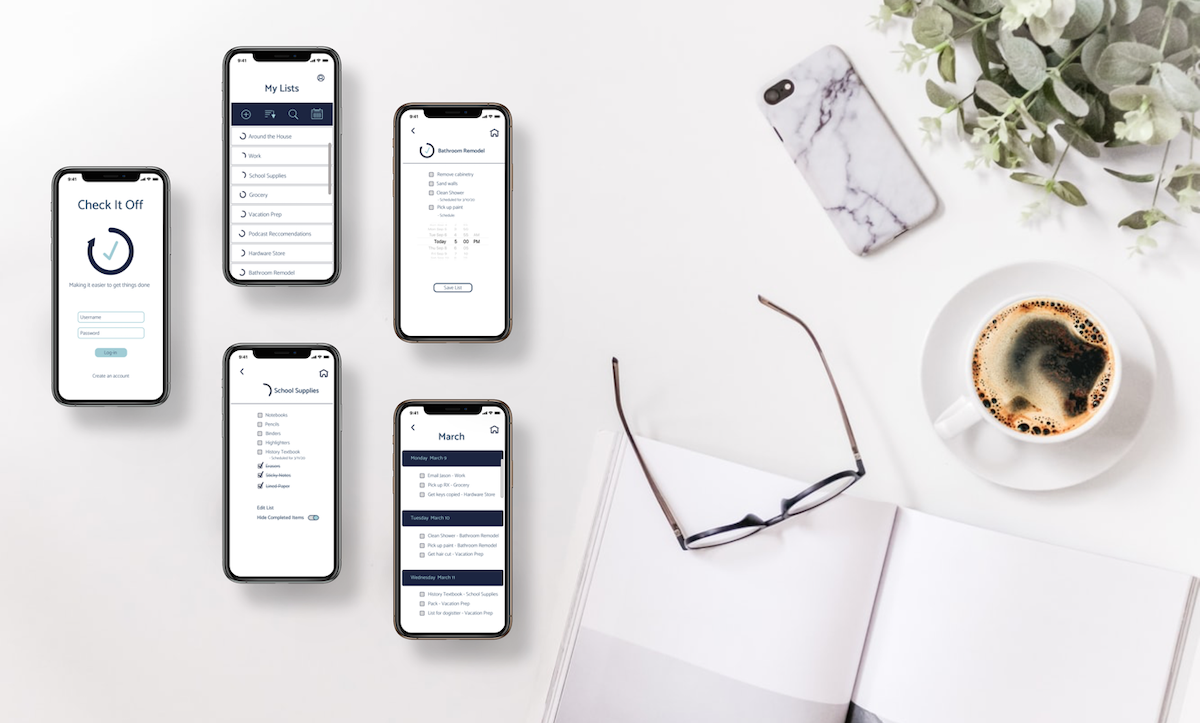 9:41
Check It Off
Making it easier to get things done
Username
Password
Log in
Create an account
9:41
My Lists
Around the House
Work
School Supplies
Grocery
Vacation Prep
Podcast Reccomendations
Hardware Store
Bathroom Remodel
9:41
School Supplies
Notebooks
Pencils
Binders
Highlighters
History Textbook
Erasers
Sticky Notes
Lined Paper
Edit List
Hide Completed Items
9:41
Bathroom Remodel
Remove cabinetry
Sand walls
Clean Shower
Pick up paint
- Schedule
Today 5 00 PM
Save List
9:41
March
Monday March 9
Email Jason - Work
Pick up RX - Grocery
Get keys copied - Hardware Store
Tuesday March 10
Clean Shower - Bathroom Remodel
Pick up paint - Bathroom Remodel
Get hair cut - Vacation Prep
Wednesday March 11
History Textbook - School Supplies
Pack - Vacation Prep
List for dogsitter - Vacation Prep